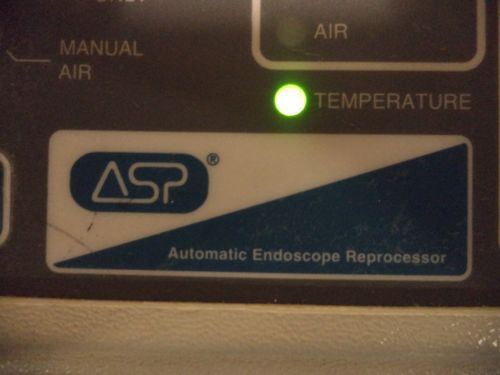 MANUAL
AIR
AIR
TEMPERATURE
ASP®
Automatic Endoscope Reprocessor